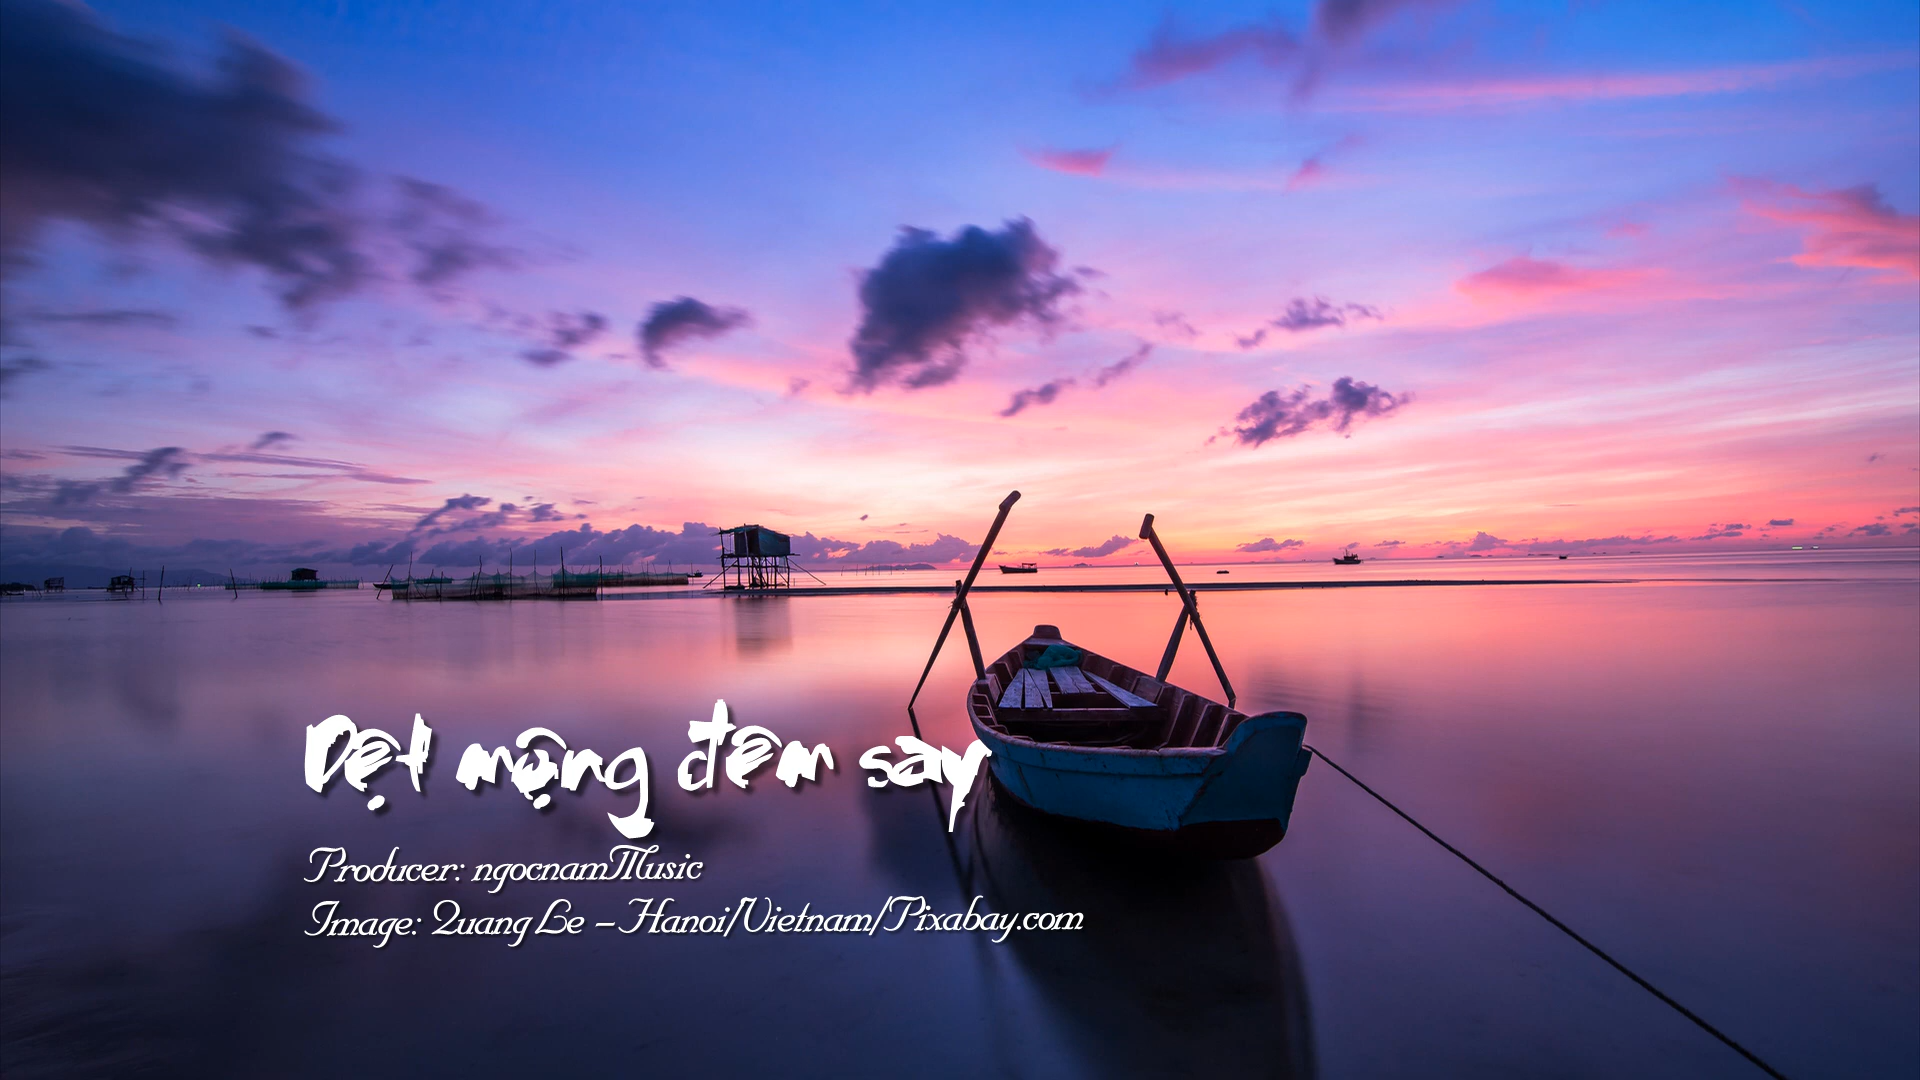 Dệt mộng đêm say
Producer: ngocnamMusic
Image: Quang Le - Hanoi/Vietnam/Pixabay.com